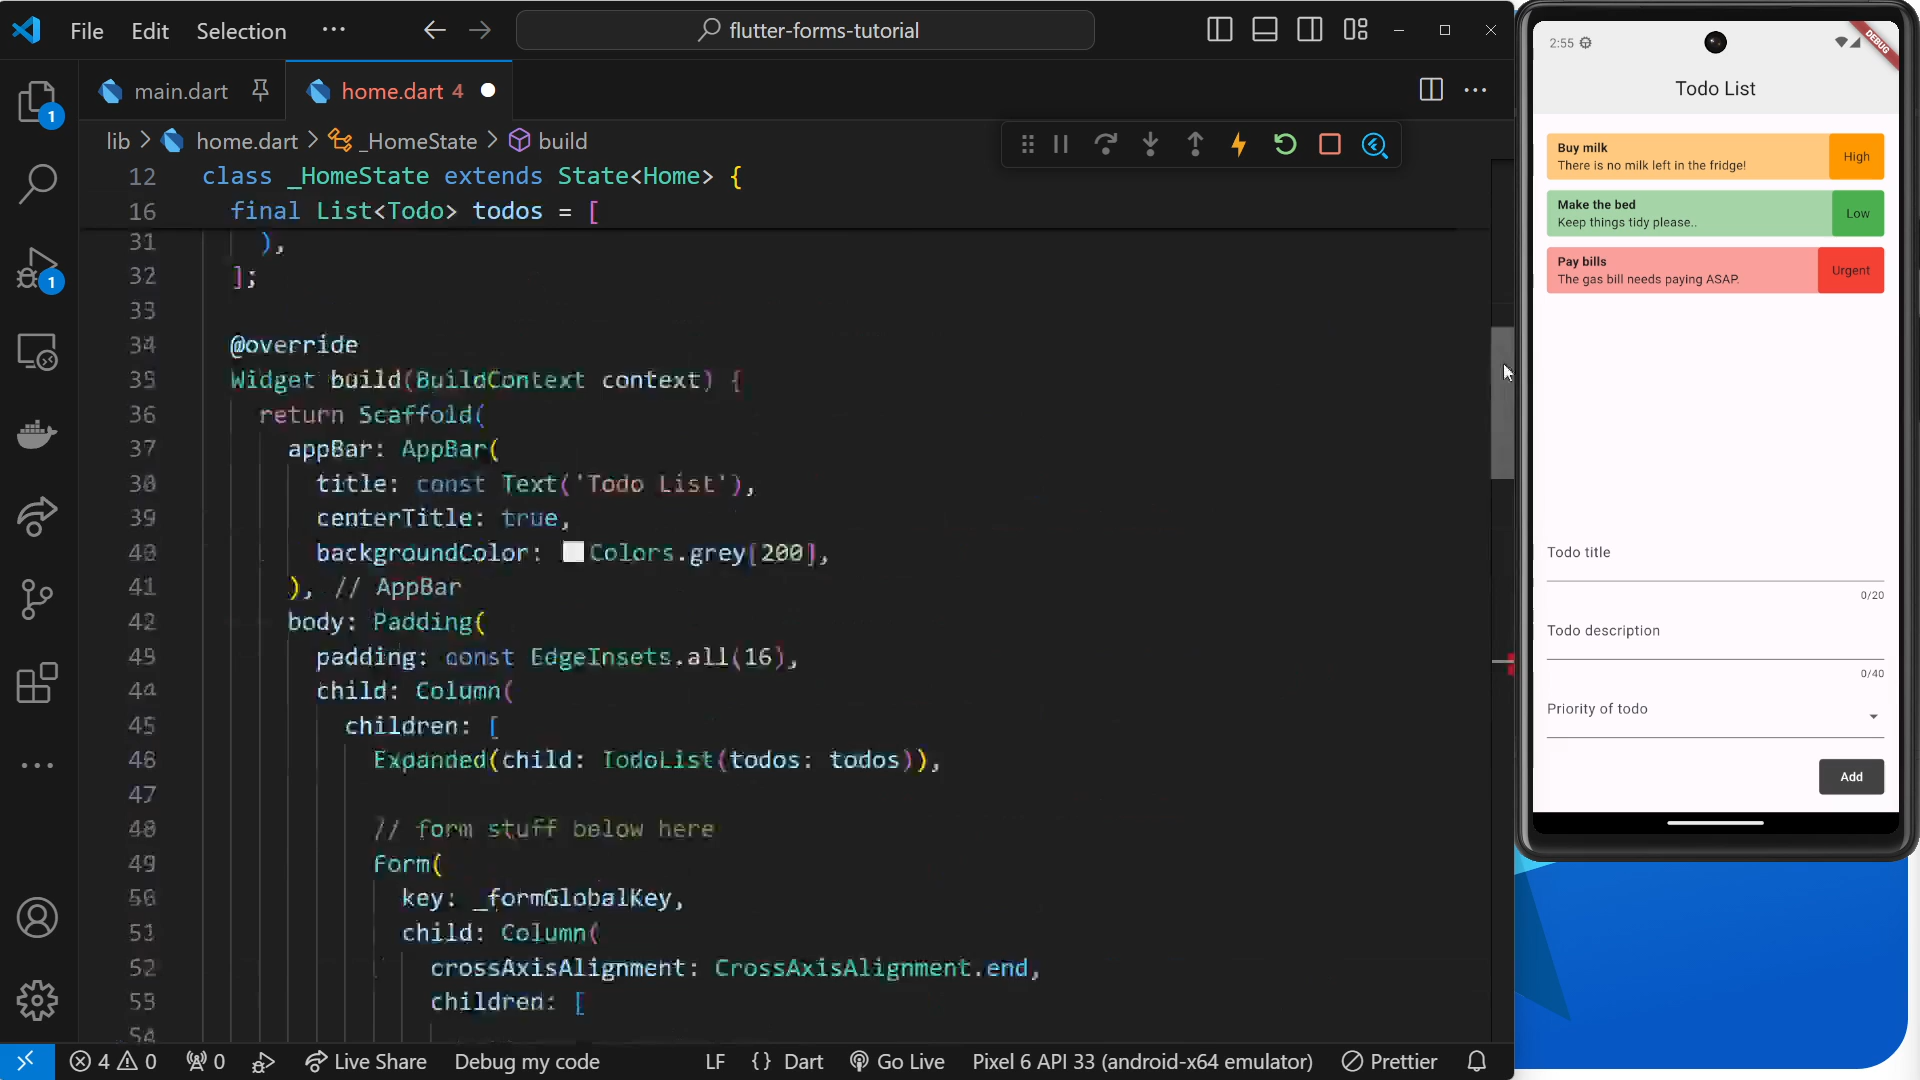 File Edit Selection ··· flutter-forms-tutorial
main.dart home.dart 4
lib > home.dart > _HomeState > build
12 class _HomeState extends State<Home> {
16 final List<Todo> todos = [
31 ),
32 ];
33
34 @override
35 Widget build(BuildContext context) {
36 return Scaffold(
37 appBar: AppBar(
38 title: const Text('Todo List'),
39 centerTitle: true,
40 backgroundColor: Colors.grey[200],
41 ), // AppBar
42 body: Padding(
43 padding: const EdgeInsets.all(16),
44 child: Column(
45 children: [
46 Expanded(child: TodoList(todos: todos)),
47
48 // form stuff below here
49 Form(
50 key: _formGlobalKey,
51 child: Column(
52 crossAxisAlignment: CrossAxisAlignment.end,
53 children: [
54
1
1
4 0 0 Live Share Debug my code LF {} Dart Go Live Pixel 6 API 33 (android-x64 emulator) Prettier
2:55
DEBUG
Todo List
Buy milk
There is no milk left in the fridge!
High
Make the bed
Keep things tidy please..
Low
Pay bills
The gas bill needs paying ASAP.
Urgent
Todo title
0/20
Todo description
0/40
Priority of todo
Add